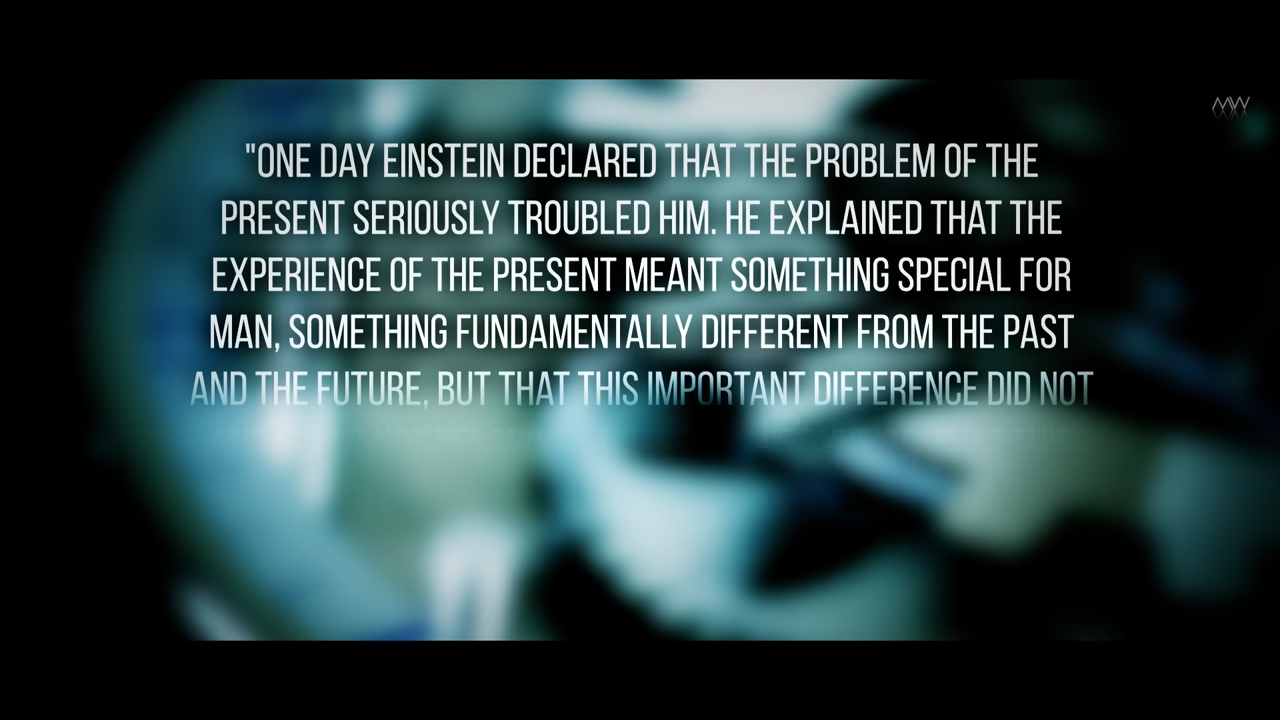 "ONE DAY EINSTEIN DECLARED THAT THE PROBLEM OF THE
PRESENT SERIOUSLY TROUBLED HIM. HE EXPLAINED THAT THE
EXPERIENCE OF THE PRESENT MEANT SOMETHING SPECIAL FOR
MAN, SOMETHING FUNDAMENTALLY DIFFERENT FROM THE PAST
AND THE FUTURE, BUT THAT THIS IMPORTANT DIFFERENCE DID NOT
MW